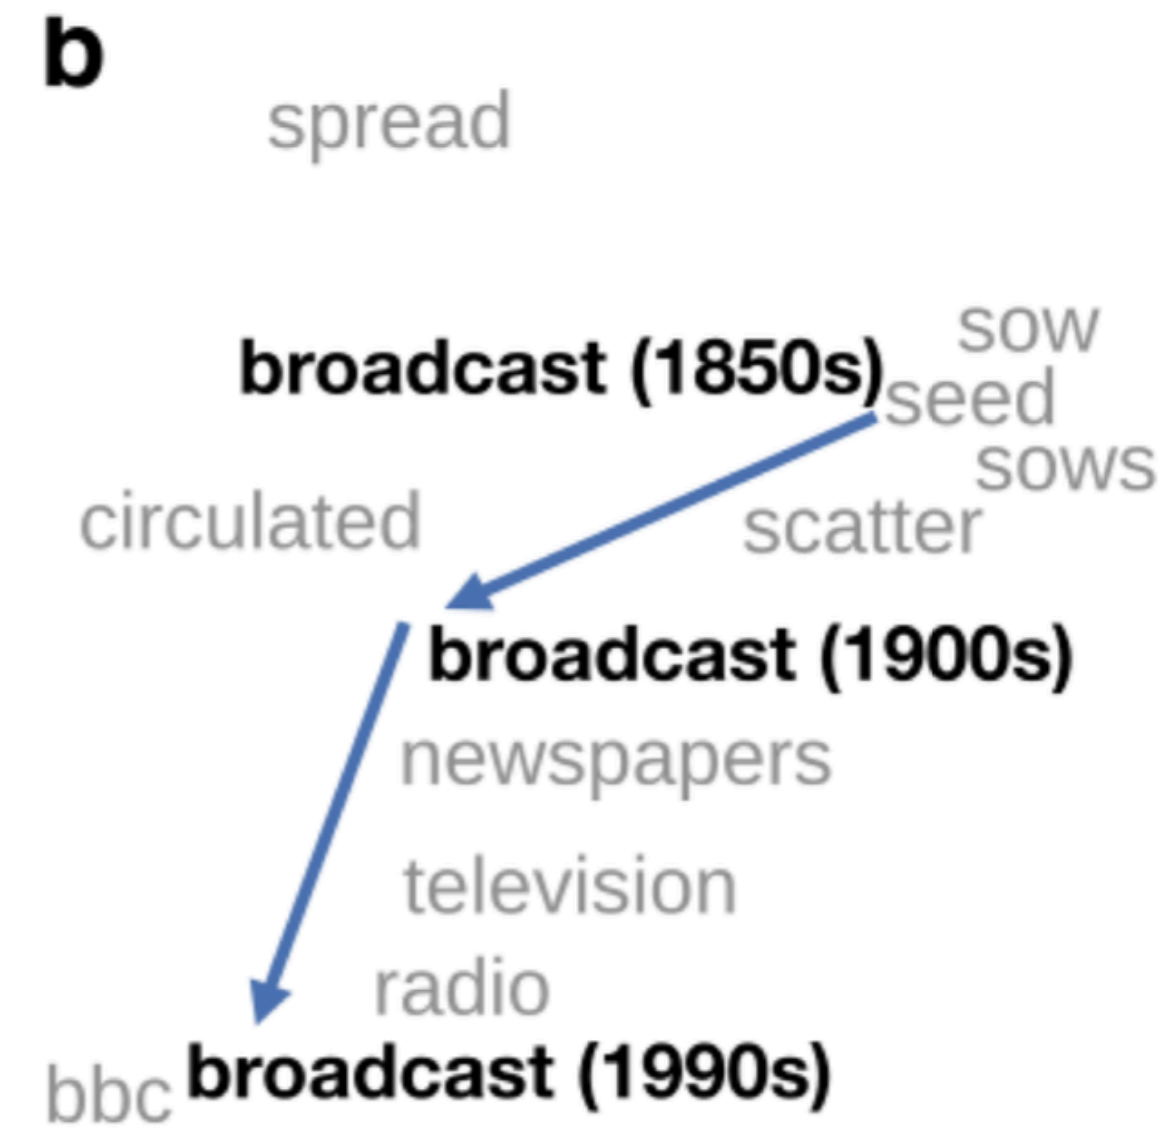 b
spread
sow
broadcast (1850s)
seed
sows
circulated
scatter
broadcast (1900s)
newspapers
television
radio
bbc
broadcast (1990s)